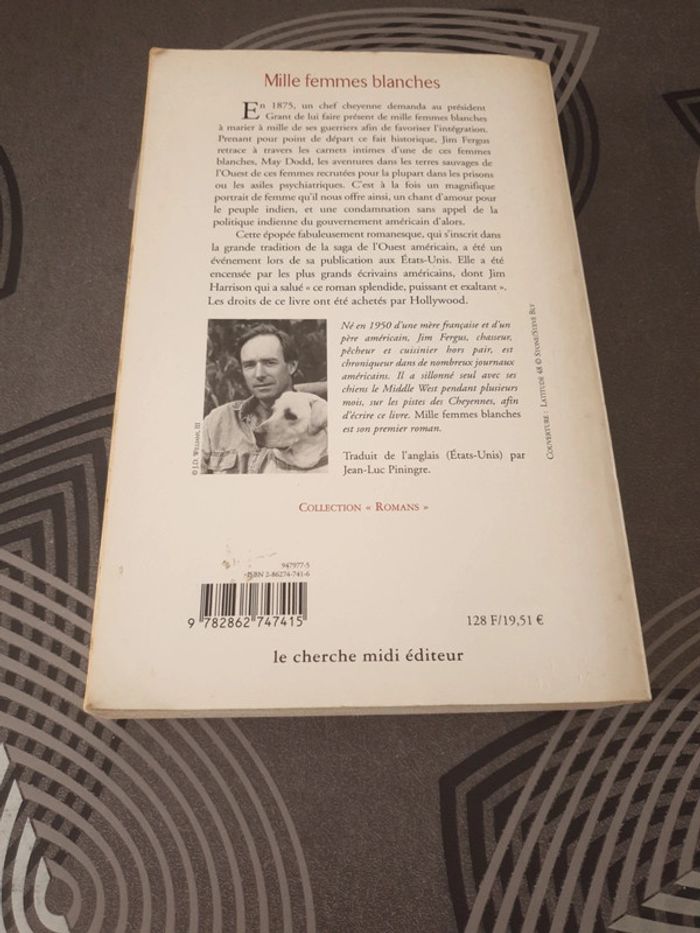 Mille femmes blanches
En 1875, un chef cheyenne demanda au président
Grant de lui faire présent de mille femmes blanches
à marier à mille de ses guerriers afin de favoriser l'intégration.
Prenant pour point de départ ce fait historique, Jim Fergus
retrace à travers les carnets intimes d'une de ces femmes
blanches, May Dodd, les aventures dans les terres sauvages de
l'Ouest de ces femmes recrutées pour la plupart dans les prisons
ou les asiles psychiatriques. C'est à la fois un magnifique
portrait de femme qu'il nous offre ainsi, un chant d'amour pour
le peuple indien, et une condamnation sans appel de la
politique indienne du gouvernement américain d'alors.
Cette épopée fabuleusement romanesque, qui s'inscrit dans
la grande tradition de la saga de l'Ouest américain, a été un
événement lors de sa publication aux États-Unis. Elle a été
encensée par les plus grands écrivains américains, dont Jim
Harrison qui a salué « ce roman splendide, puissant et exaltant ».
Les droits de ce livre ont été achetés par Hollywood.
Né en 1950 d'une mère française et d'un
père américain, Jim Fergus, chasseur,
pêcheur et cuisinier hors pair, est
chroniqueur dans de nombreux journaux
américains. Il a sillonné seul avec ses
chiens le Middle West pendant plusieurs
mois, sur les pistes des Cheyennes, afin
d'écrire ce livre. Mille femmes blanches
est son premier roman.
Traduit de l'anglais (États-Unis) par
Jean-Luc Piningre.
© J.D. Williams, III
Couverture : Latitude 48 © Stone/Steve Bly
Collection « Romans »
947977-5
ISBN 2-86274-741-6
9 782862 747415
128 F/19,51 €
le cherche midi éditeur